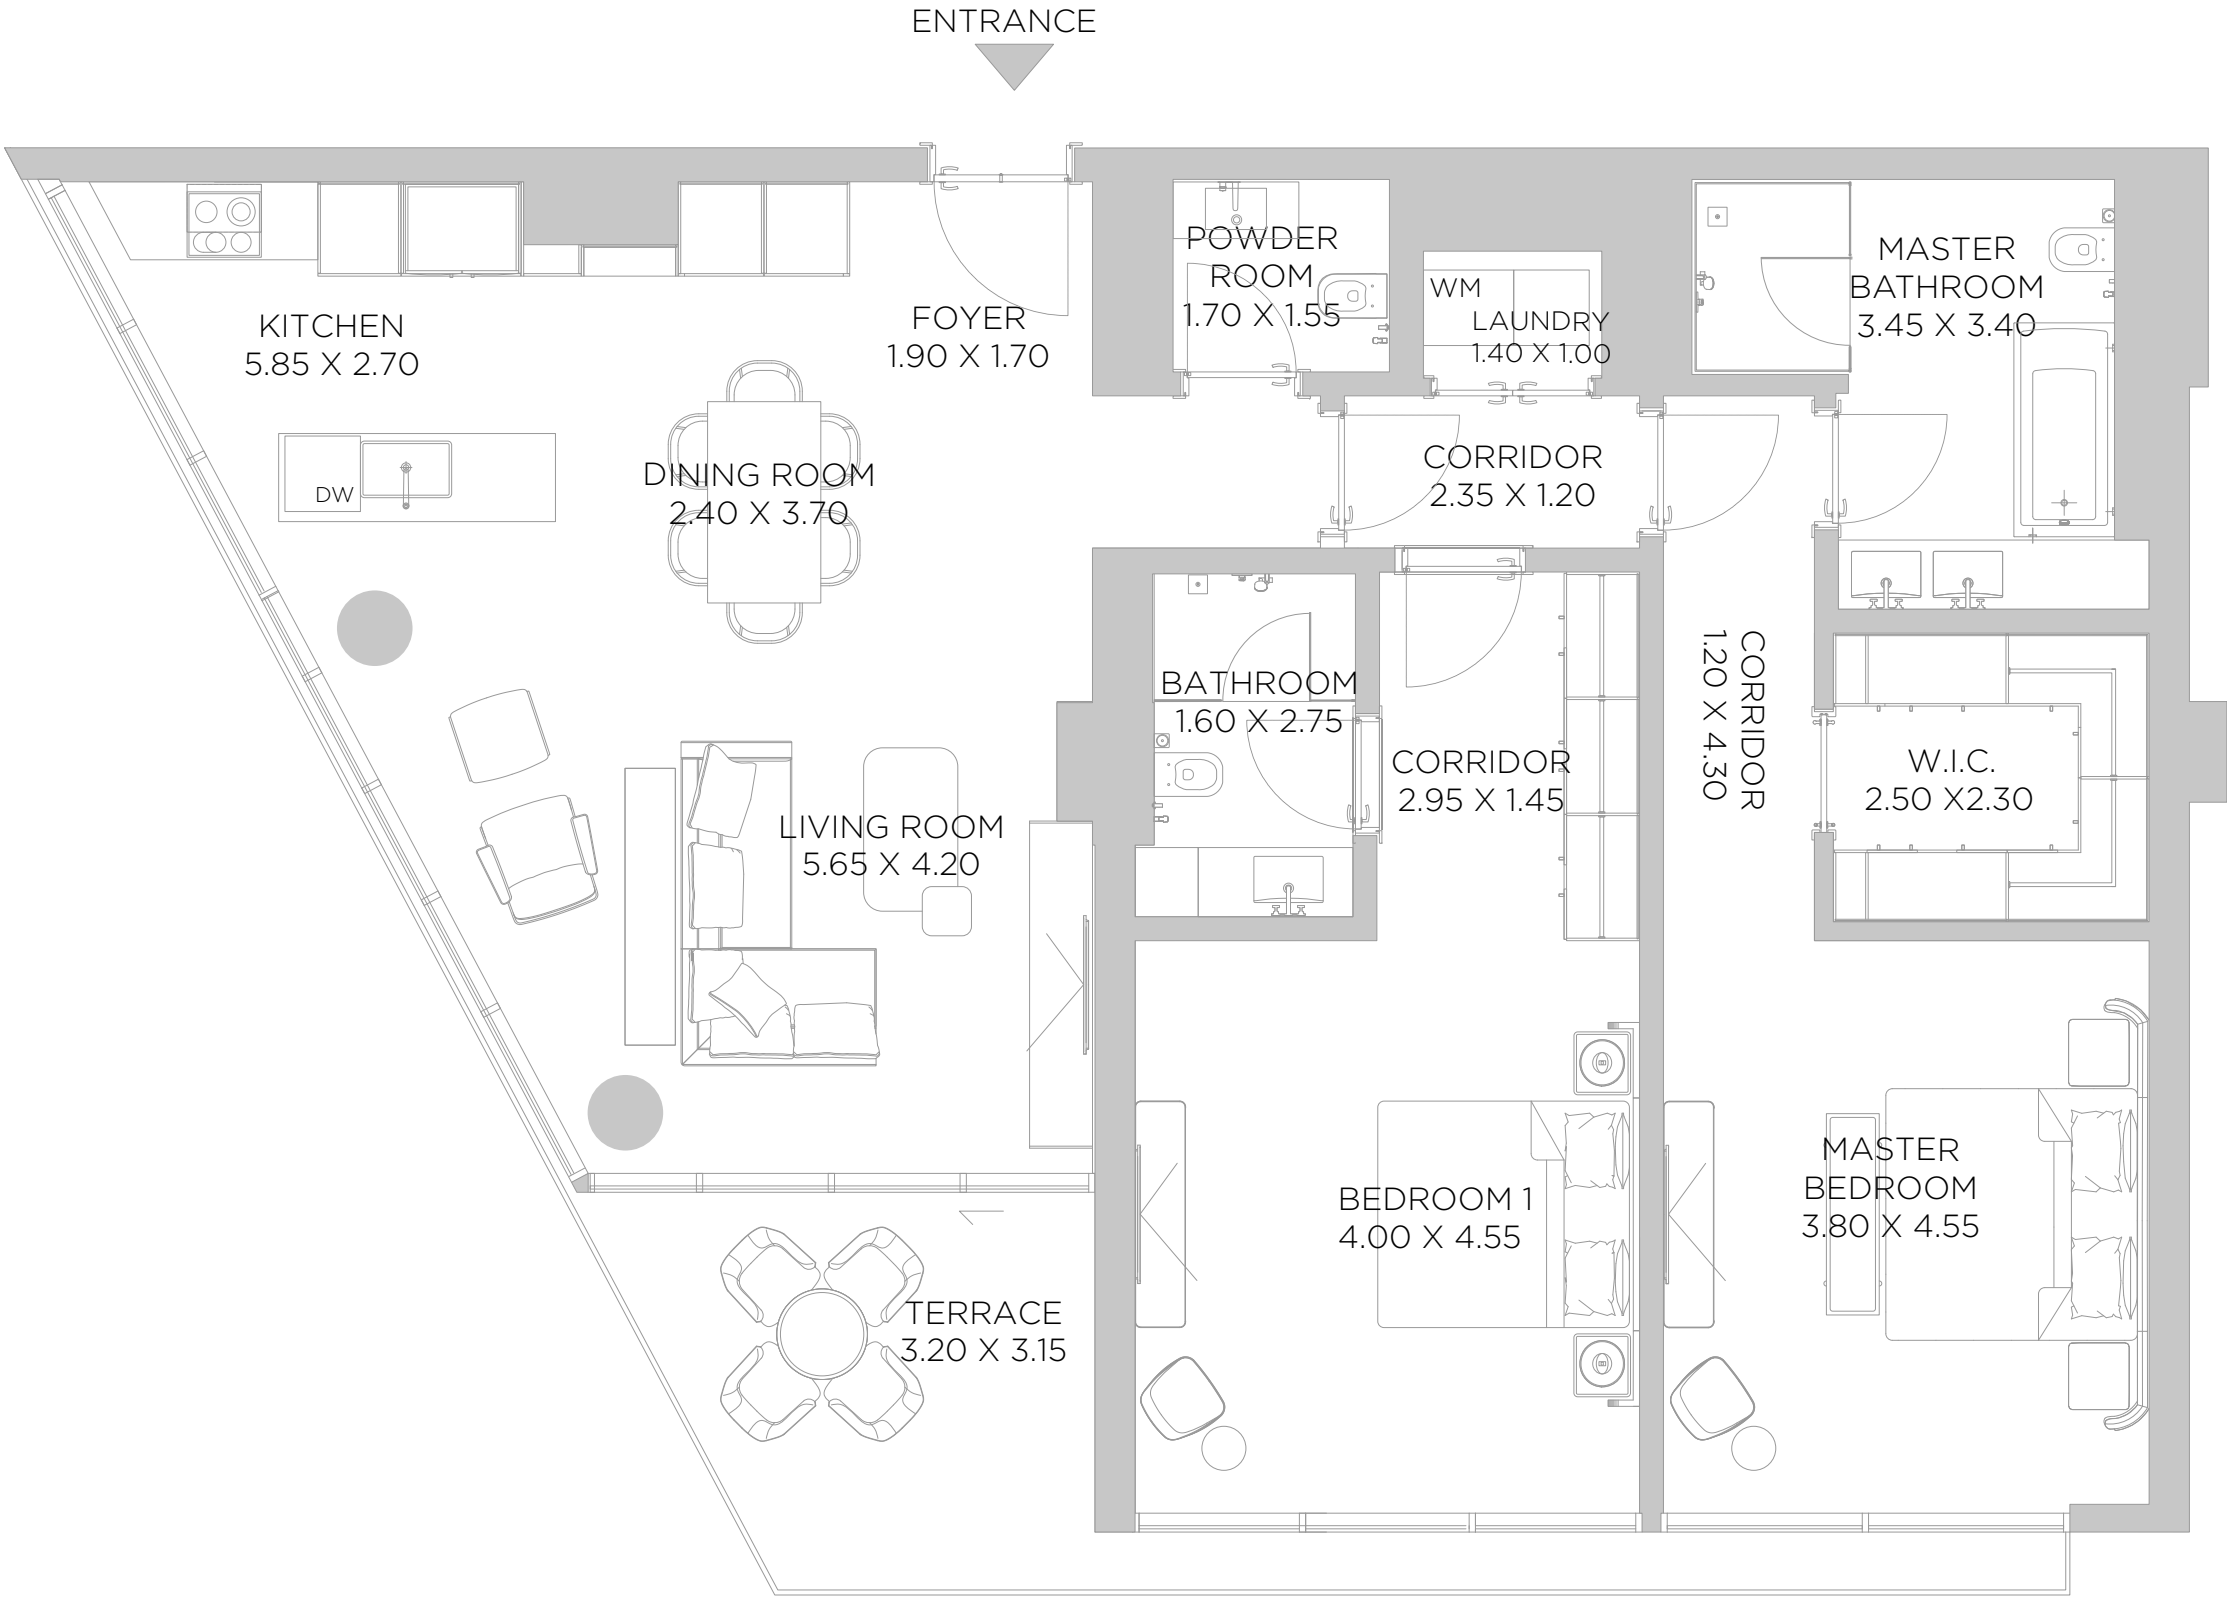 ENTRANCE
KITCHEN
5.85 X 2.70
FOYER
1.90 X 1.70
POWDER
ROOM
1.70 X 1.55
WM
LAUNDRY
1.40 X 1.00
MASTER
BATHROOM
3.45 X 3.40
DW
DINING ROOM
2.40 X 3.70
CORRIDOR
2.35 X 1.20
BATHROOM
1.60 X 2.75
CORRIDOR
2.95 X 1.45
CORRIDOR
1.20 X 4.30
W.I.C.
2.50 X2.30
LIVING ROOM
5.65 X 4.20
BEDROOM 1
4.00 X 4.55
MASTER
BEDROOM
3.80 X 4.55
TERRACE
3.20 X 3.15